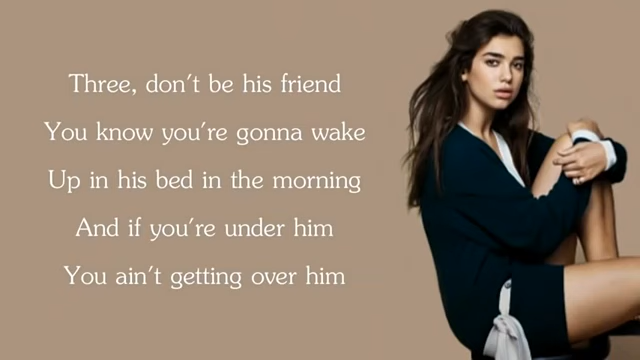 Three, don't be his friend
You know you're gonna wake
Up in his bed in the morning
And if you're under him
You ain't getting over him